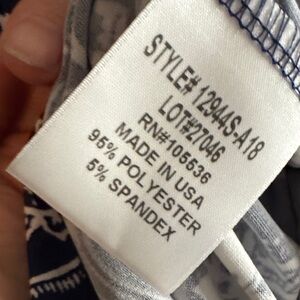 STYLE# 12944S-A18
LOT#27046
RN#105636
MADE IN USA
95% POLYESTER
5% SPANDEX